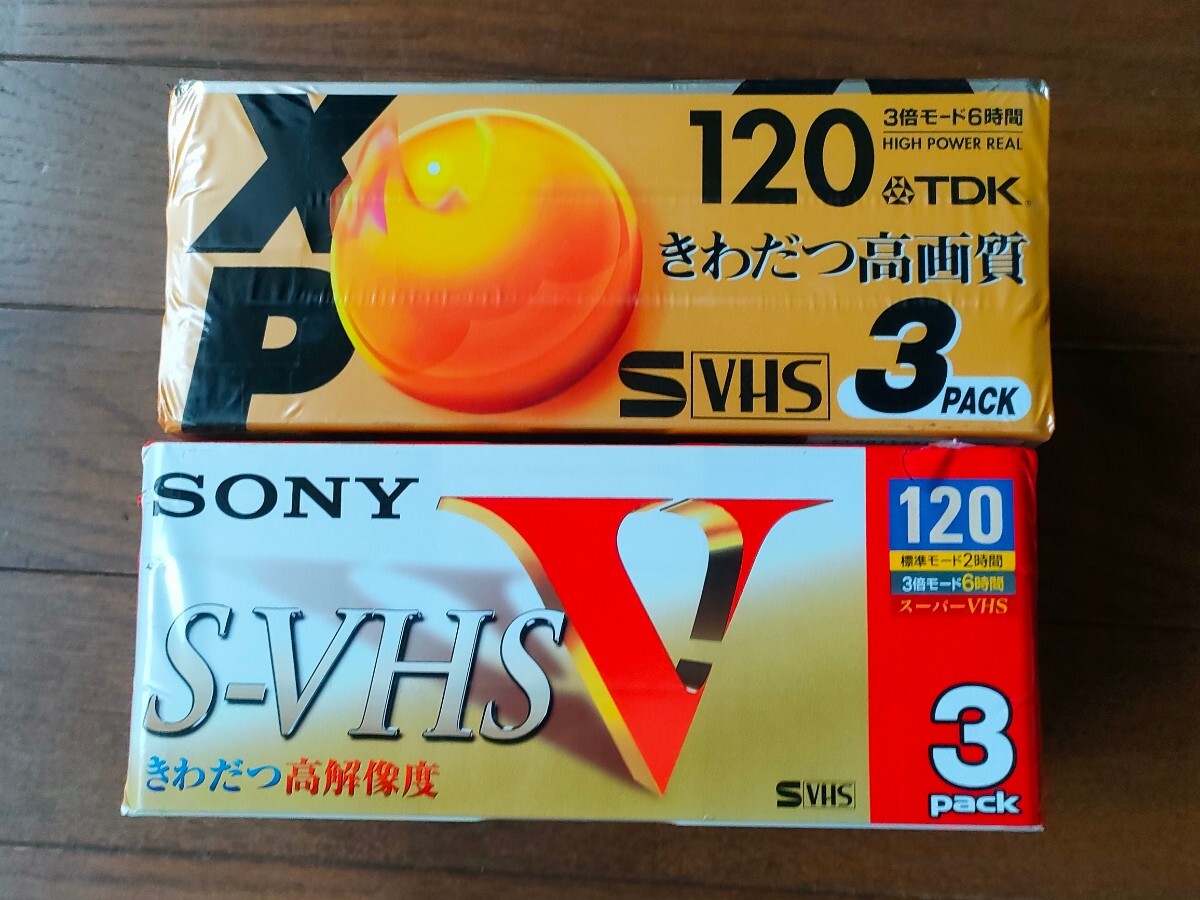 XP
120
3倍モード6時間
HIGH POWER REAL
TDK
きわだつ高画質
S VHS
3 PACK
SONY
V
S-VHS
きわだつ高解像度
S VHS
120
標準モード2時間
3倍モード6時間
スーパーVHS
3
pack